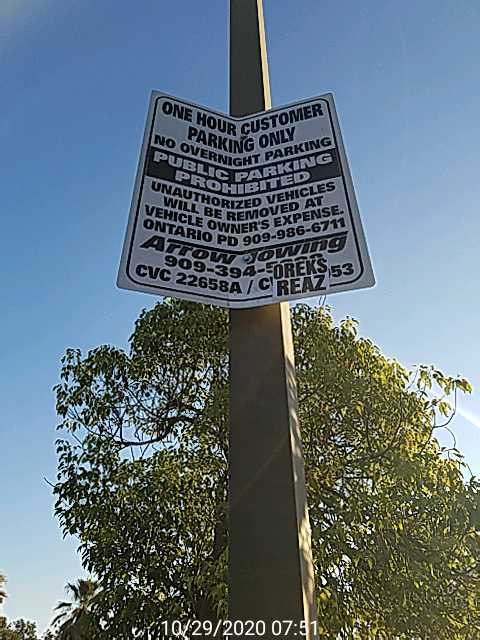 ONE HOUR CUSTOMER
PARKING ONLY
NO OVERNIGHT PARKING
PUBLIC PARKING
PROHIBITED
UNAUTHORIZED VEHICLES
WILL BE REMOVED AT
VEHICLE OWNER'S EXPENSE.
ONTARIO PD 909-986-6711
Arrow Towing
909-394-
CVC 22658A / C 53
OREKS
REAZ
10/29/2020 07:51